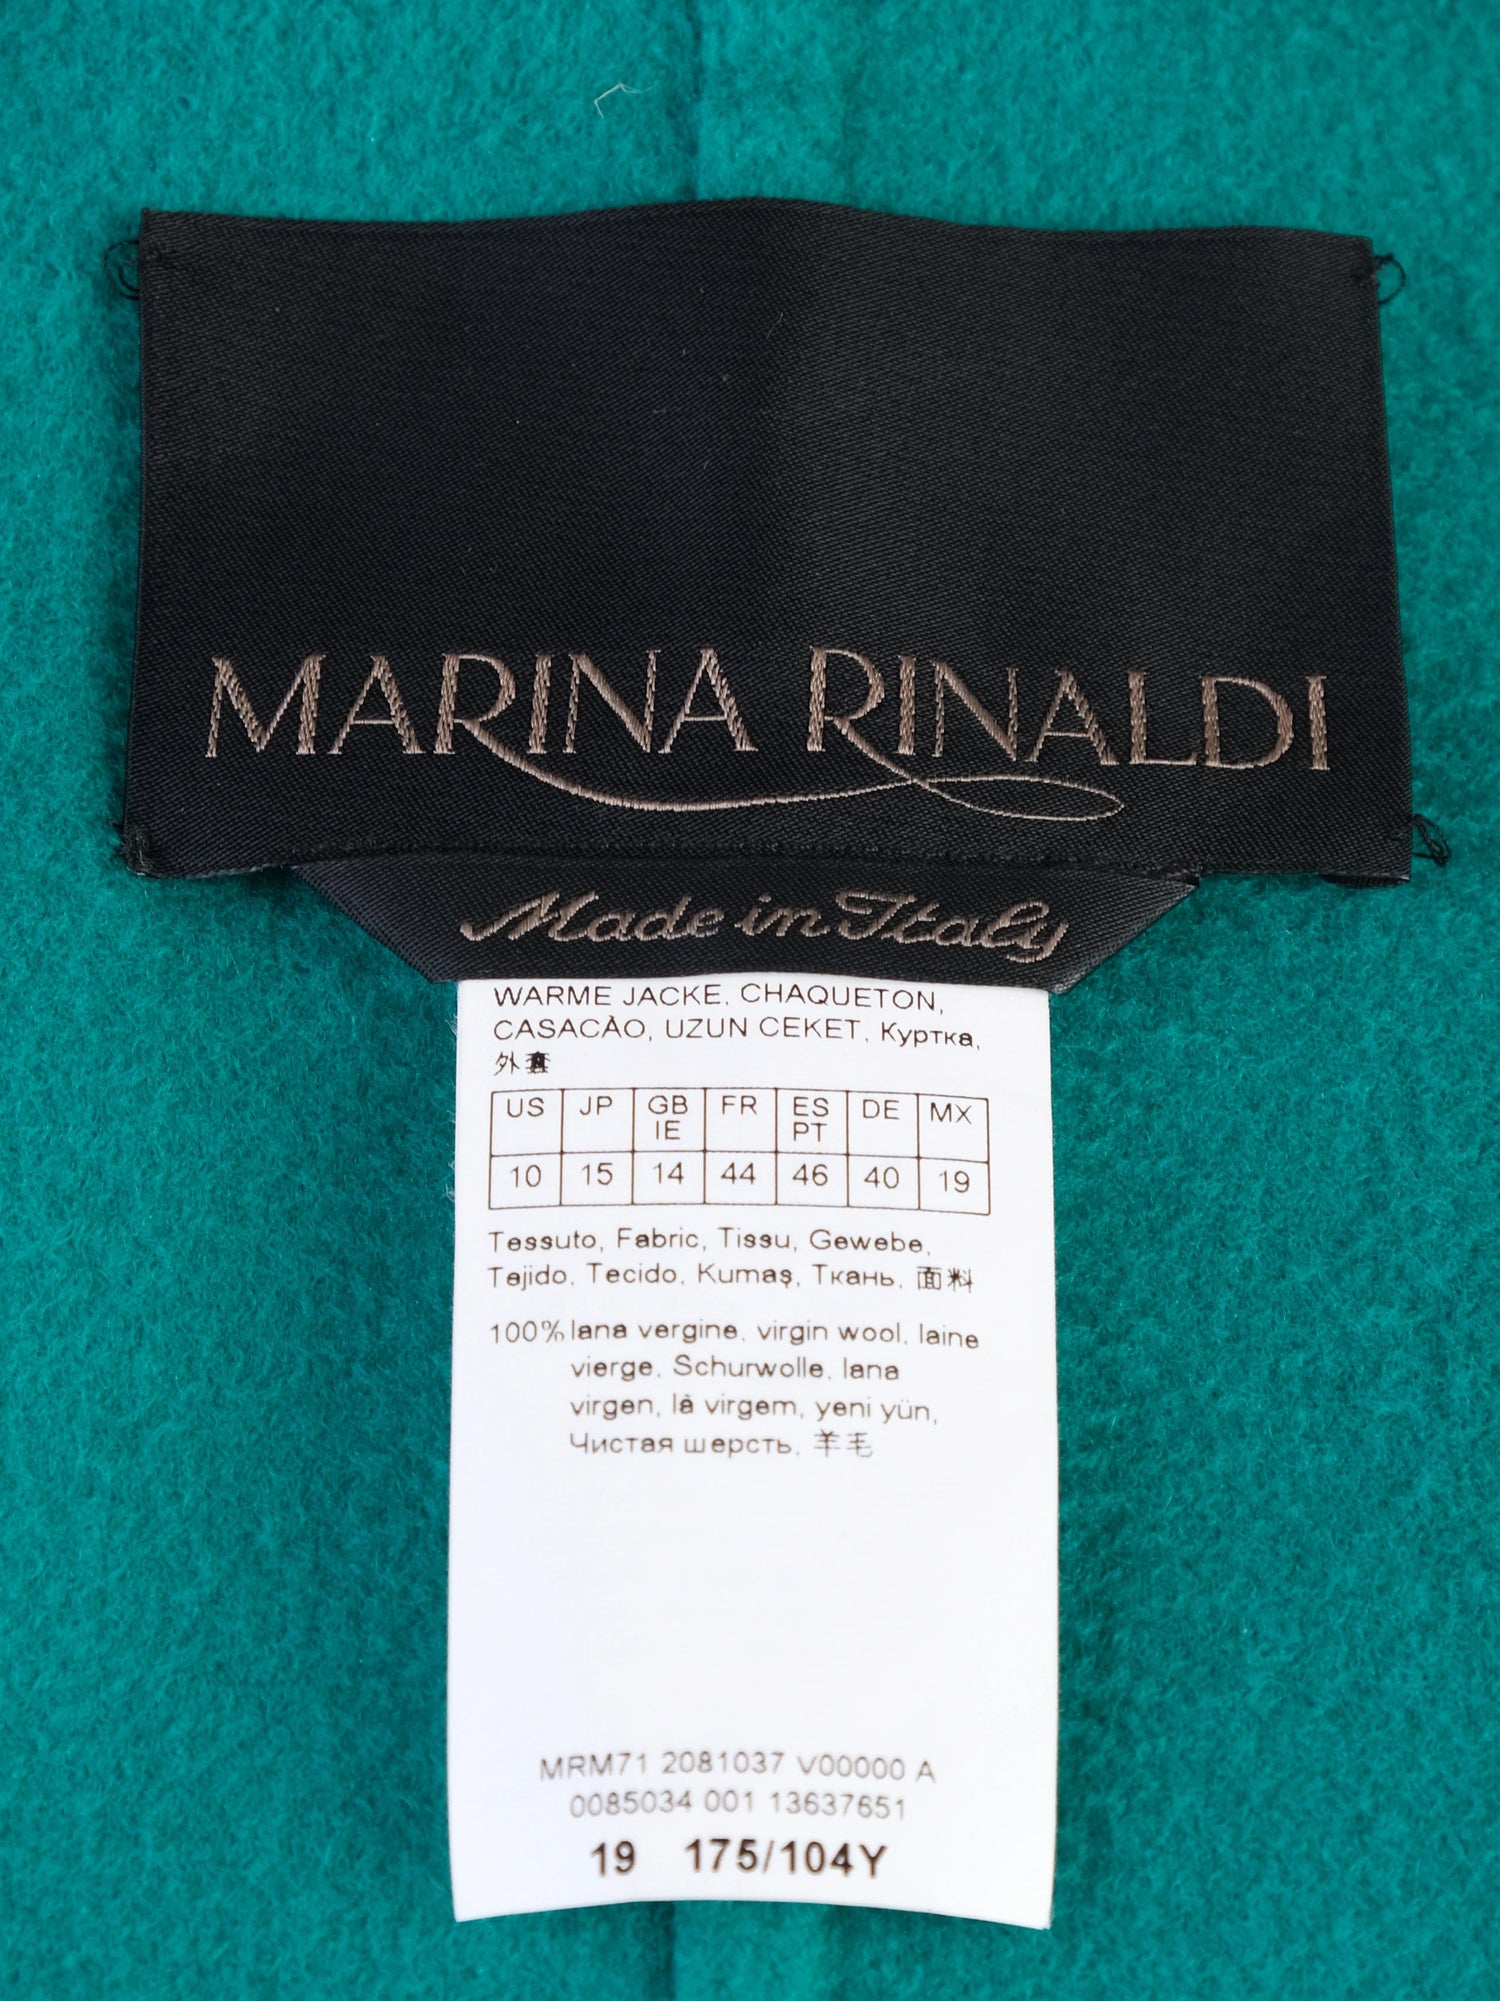 MARINA RINALDI
Made in Italy
WARME JACKE, CHAQUETON,
CASACÀO, UZUN CEKET, Куртка,
外套
US JP GB IE FR ES PT DE MX
10 15 14 44 46 40 19
Tessuto, Fabric, Tissu, Gewebe,
Tejido, Tecido, Kumaş, Ткань, 面料
100% lana vergine, virgin wool, laine
vierge, Schurwolle, lana
virgen, là virgem, yeni yün,
Чистая шерсть, 羊毛
MRM71 2081037 V00000 A
0085034 001 13637651
19 175/104Y